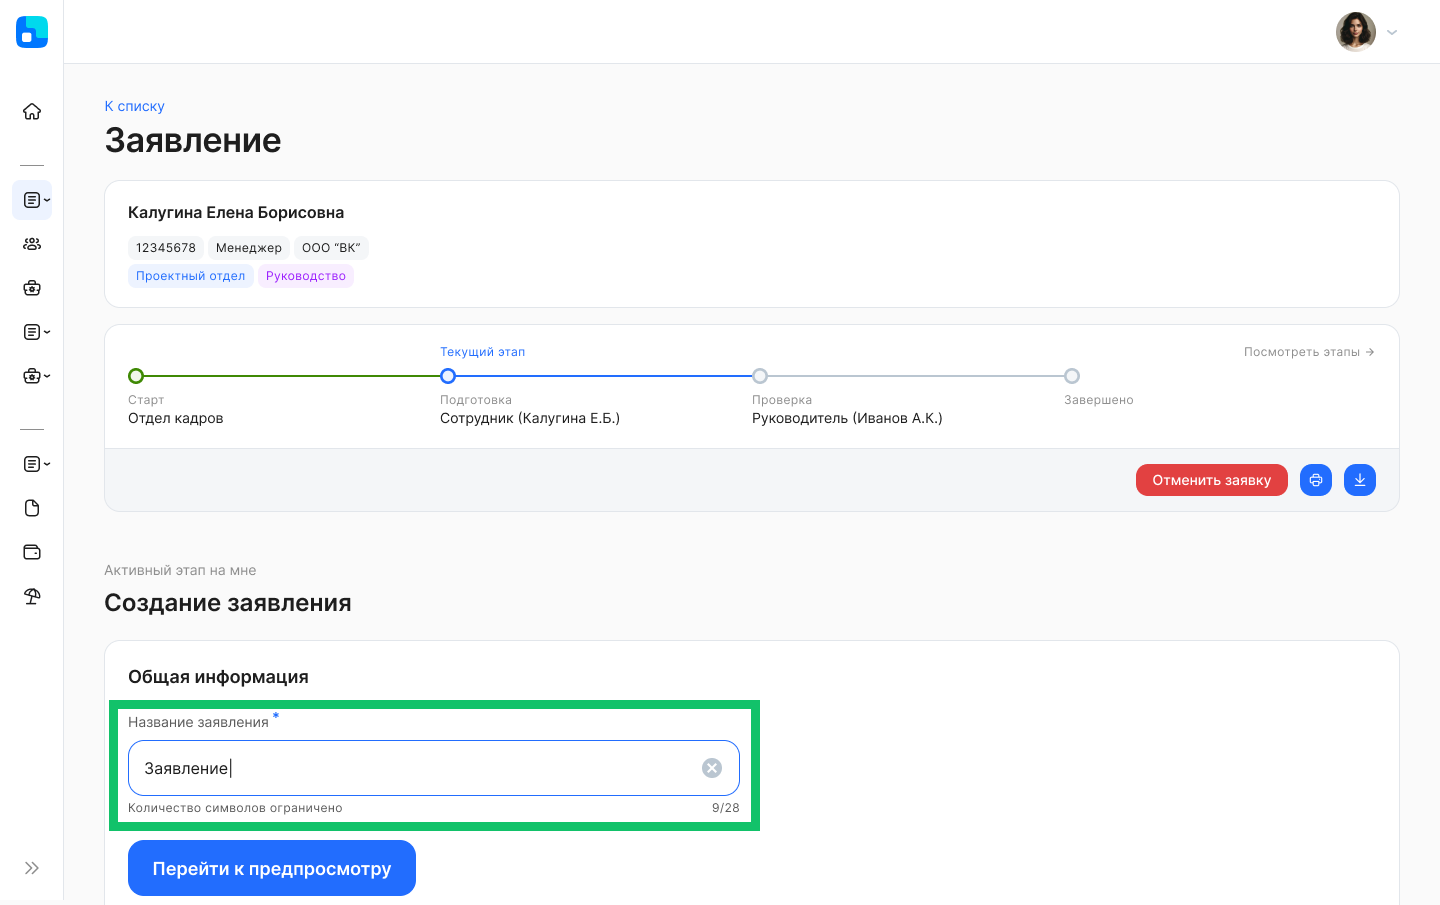 К списку
Заявление
Калугина Елена Борисовна
12345678 Менеджер ООО “ВК”
Проектный отдел Руководство
Текущий этап Посмотреть этапы →
Старт Подготовка Проверка Завершено
Отдел кадров Сотрудник (Калугина Е.Б.) Руководитель (Иванов А.К.)
Отменить заявку
Активный этап на мне
Создание заявления
Общая информация
Название заявления *
Заявление
Количество символов ограничено 9/28
Перейти к предпросмотру